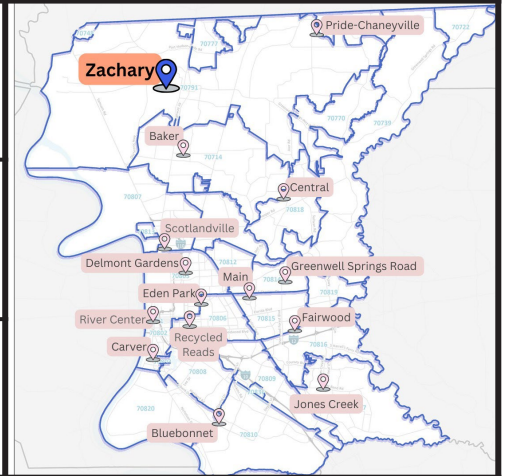 Pride-Chaneyville
70722
70777
Zachary
70791
70770
70739
Baker
70714
Central
70807
70818
Scotlandville
70812
Delmont Gardens
Greenwell Springs Road
Main
Eden Park
River Center
70806
70815
Fairwood
Recycled
Reads
70816
Carver
70808
70809
Jones Creek
70820
Bluebonnet
70810